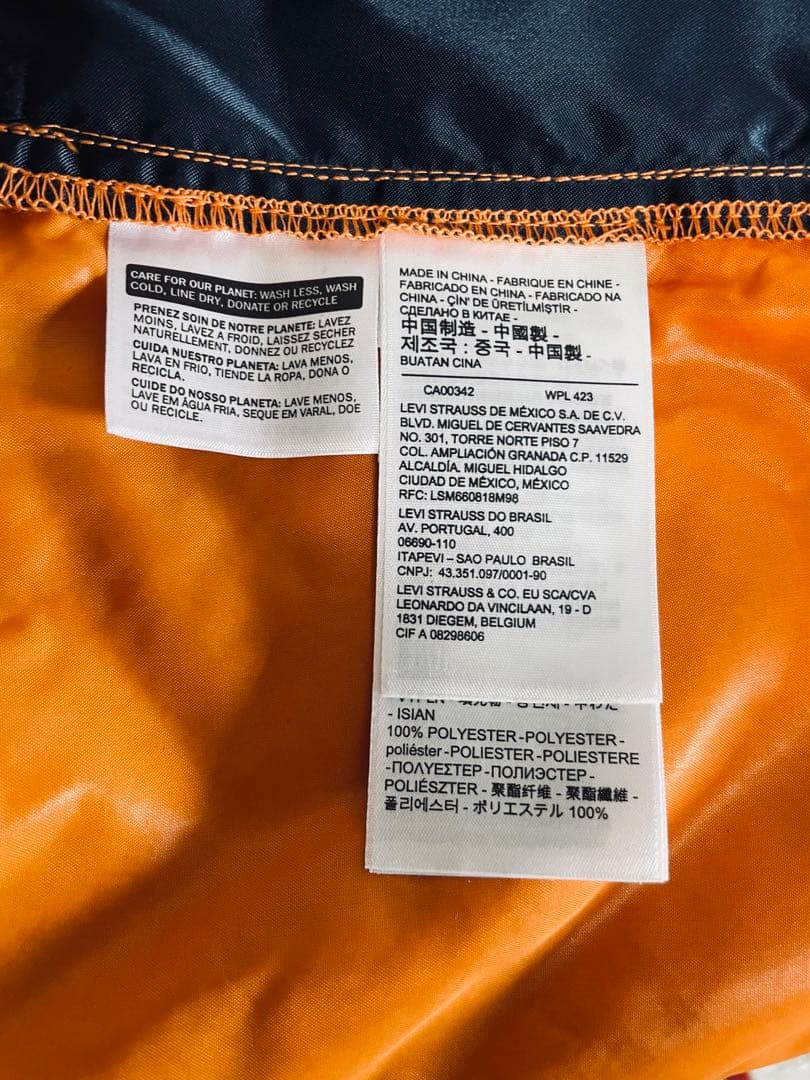 CARE FOR OUR PLANET: WASH LESS, WASH
COLD, LINE DRY, DONATE OR RECYCLE
PRENEZ SOIN DE NOTRE PLANETE: LAVEZ
MOINS, LAVEZ A FROID, LAISSEZ SECHER
NATURELLEMENT, DONNEZ OU RECYCLEZ
CUIDA NUESTRO PLANETA: LAVA MENOS,
LAVA EN FRIO, TIENDE LA ROPA, DONA O
RECICLA.
CUIDE DO NOSSO PLANETA: LAVE MENOS,
LAVE EM ÁGUA FRIA, SEQUE EM VARAL, DOE
OU RECICLE.
MADE IN CHINA - FABRIQUE EN CHINE -
FABRICADO EN CHINA - FABRICADO NA
CHINA - ÇİN' DE ÜRETİLMİŞTİR -
СДЕЛАНО В КИТАЕ -
中国制造 - 中國製 -
제조국 : 중국 - 中国製 -
BUATAN CINA
CA00342 WPL 423
LEVI STRAUSS DE MÉXICO S.A. DE C.V.
BLVD. MIGUEL DE CERVANTES SAAVEDRA
NO. 301, TORRE NORTE PISO 7
COL. AMPLIACIÓN GRANADA C.P. 11529
ALCALDÍA. MIGUEL HIDALGO
CIUDAD DE MÉXICO, MÉXICO
RFC: LSM660818M98
LEVI STRAUSS DO BRASIL
AV. PORTUGAL, 400
06690-110
ITAPEVI – SAO PAULO BRASIL
CNPJ: 43.351.097/0001-90
LEVI STRAUSS & CO. EU SCA/CVA
LEONARDO DA VINCILAAN, 19 - D
1831 DIEGEM, BELGIUM
CIF A 08298606
- ISIAN
100% POLYESTER -POLYESTER -
poliéster -POLIESTER -POLIESTERE
-ΠΟΛΥΕΣΤΕΡ -ПОЛИЭСТЕР -
POLIÉSZTER - 聚酯纤维 - 聚酯纖維 -
폴리에스터 - ポリエステル 100%